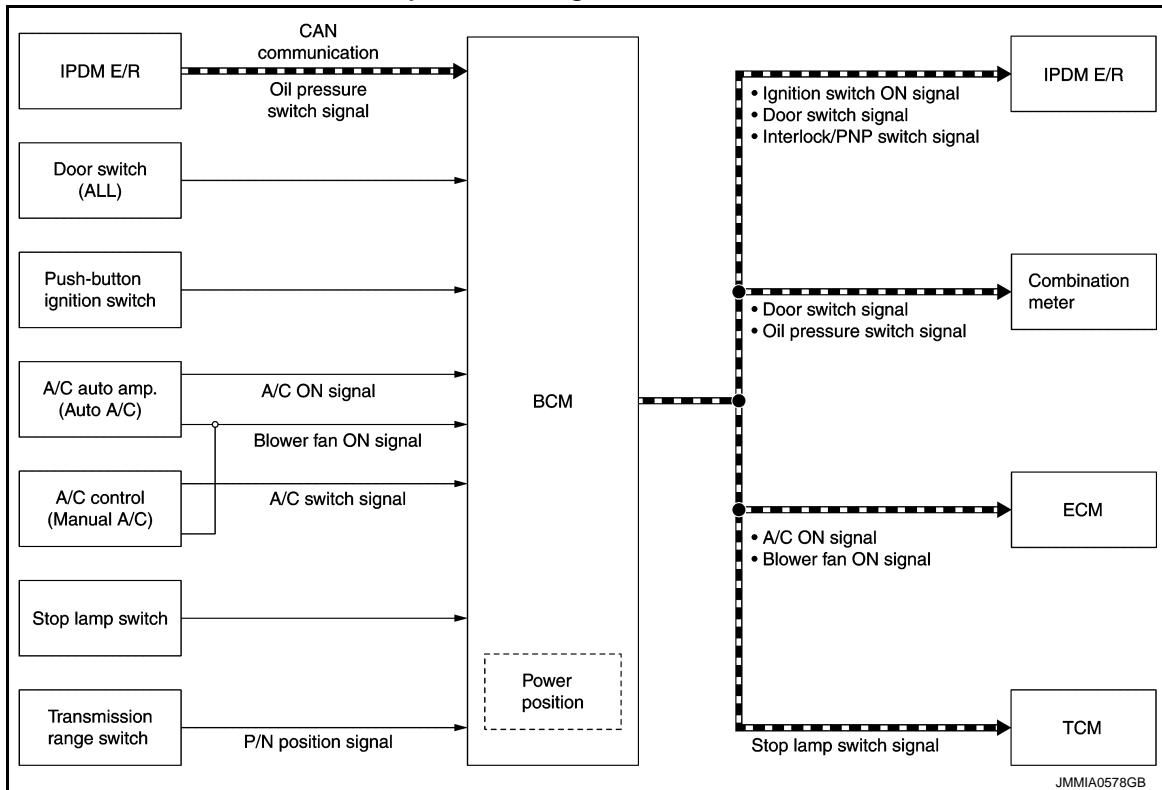 IPDM E/R
CAN
communication
Oil pressure
switch signal
Door switch
(ALL)
Push-button
ignition switch
A/C auto amp.
(Auto A/C)
A/C ON signal
Blower fan ON signal
A/C control
(Manual A/C)
A/C switch signal
Stop lamp switch
Transmission
range switch
P/N position signal
BCM
Power
position
• Ignition switch ON signal
• Door switch signal
• Interlock/PNP switch signal
IPDM E/R
• Door switch signal
• Oil pressure switch signal
Combination
meter
• A/C ON signal
• Blower fan ON signal
ECM
Stop lamp switch signal
TCM
JMMIA0578GB